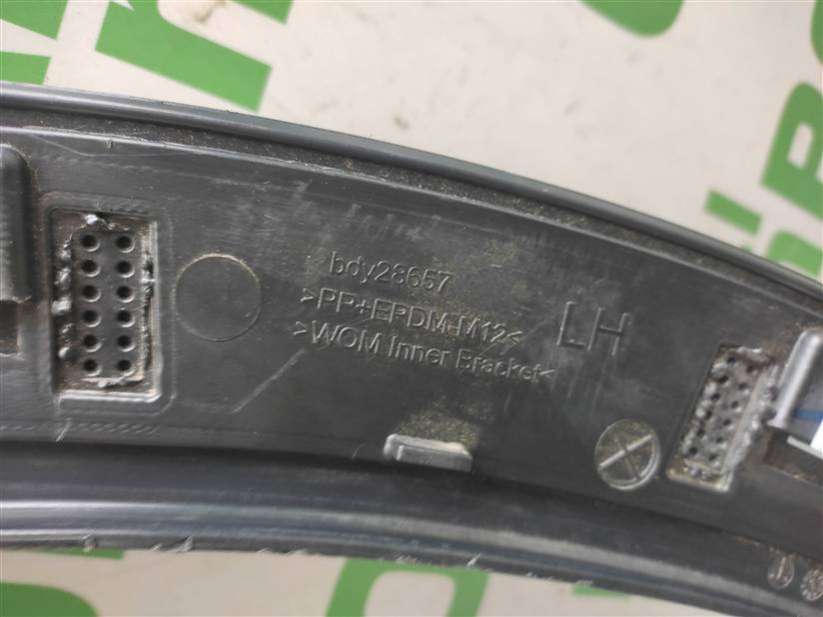 bdy28657
>PP+EPDM-M12<
>WOM Inner Bracket<
LH